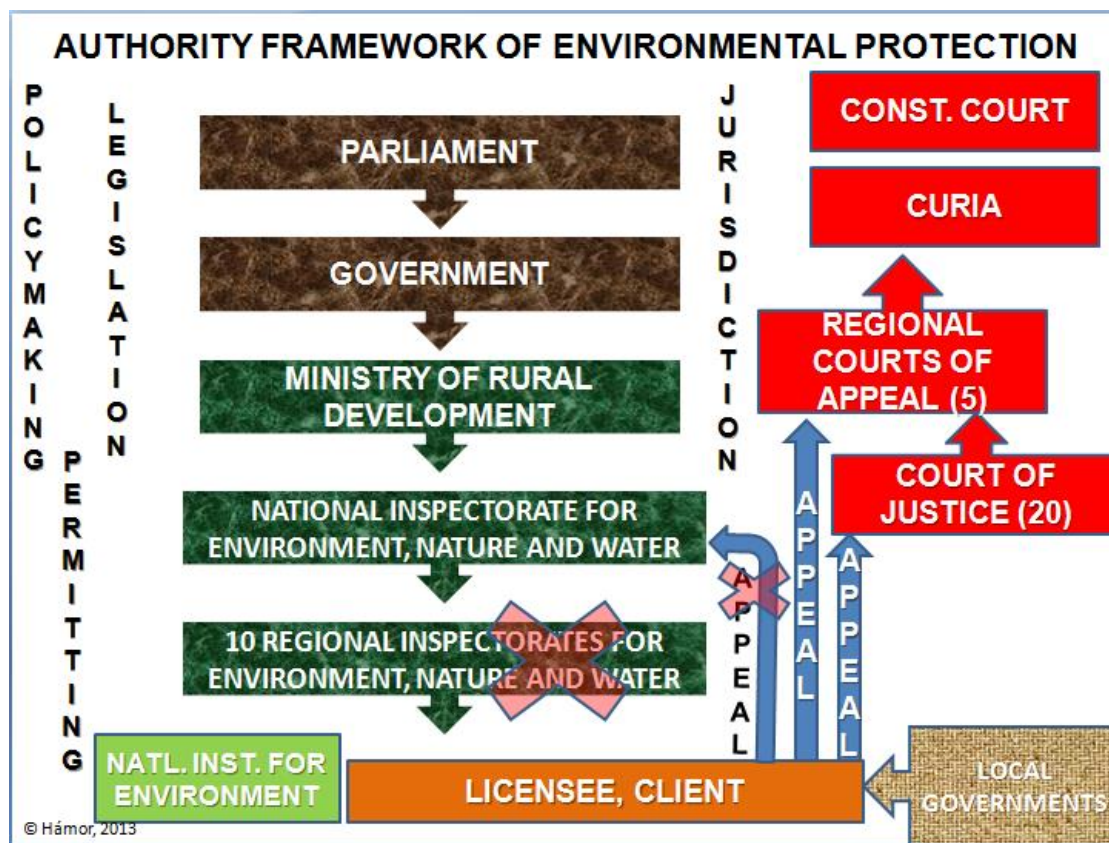 AUTHORITY FRAMEWORK OF ENVIRONMENTAL PROTECTION
POLICYMAKING
LEGISLATION
PERMITTING
PARLIAMENT
GOVERNMENT
MINISTRY OF RURAL
DEVELOPMENT
NATIONAL INSPECTORATE FOR
ENVIRONMENT, NATURE AND WATER
10 REGIONAL INSPECTORATES FOR
ENVIRONMENT, NATURE AND WATER
NATL. INST. FOR
ENVIRONMENT
LICENSEE, CLIENT
JURISDICTION
CONST. COURT
CURIA
REGIONAL
COURTS OF
APPEAL (5)
COURT OF
JUSTICE (20)
APPEAL
APPEAL
APPEAL
LOCAL
GOVERNMENTS
© Hámor, 2013